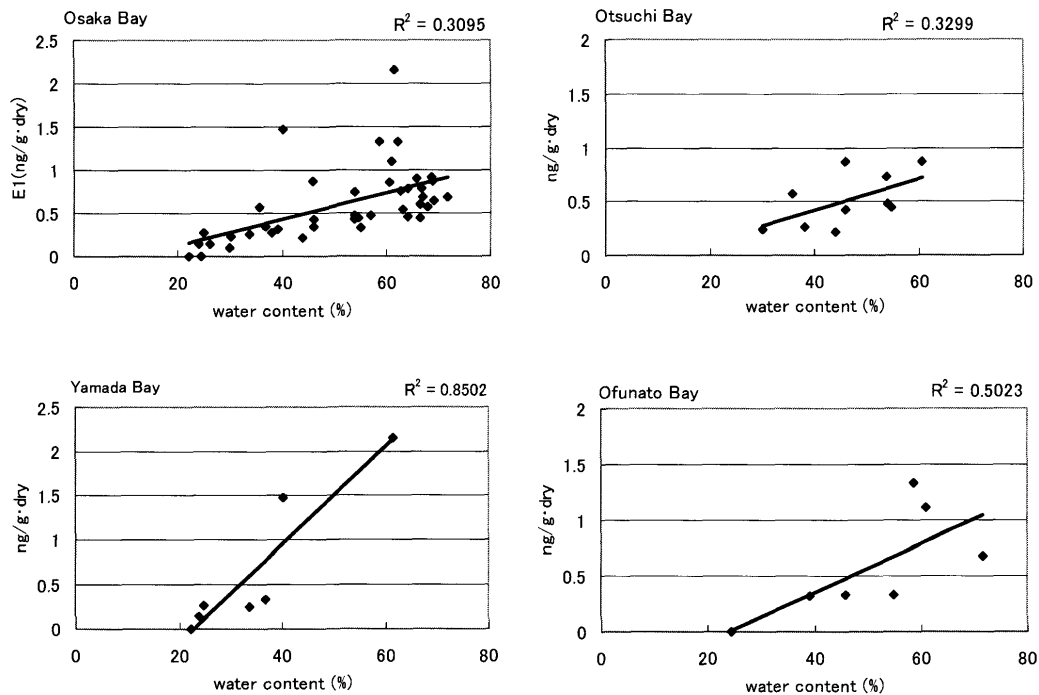 Osaka Bay
R² = 0.3095
2.5
2
1.5
1
0.5
0
E1(ng/g·dry)
0 20 40 60 80
water content (%)
Otsuchi Bay
R² = 0.3299
2
1.5
1
0.5
0
ng/g·dry
0 20 40 60 80
water content (%)
Yamada Bay
R² = 0.8502
2.5
2
1.5
1
0.5
0
ng/g·dry
0 20 40 60 80
water content (%)
Ofunato Bay
R² = 0.5023
2
1.5
1
0.5
0
ng/g·dry
0 20 40 60 80
water content (%)